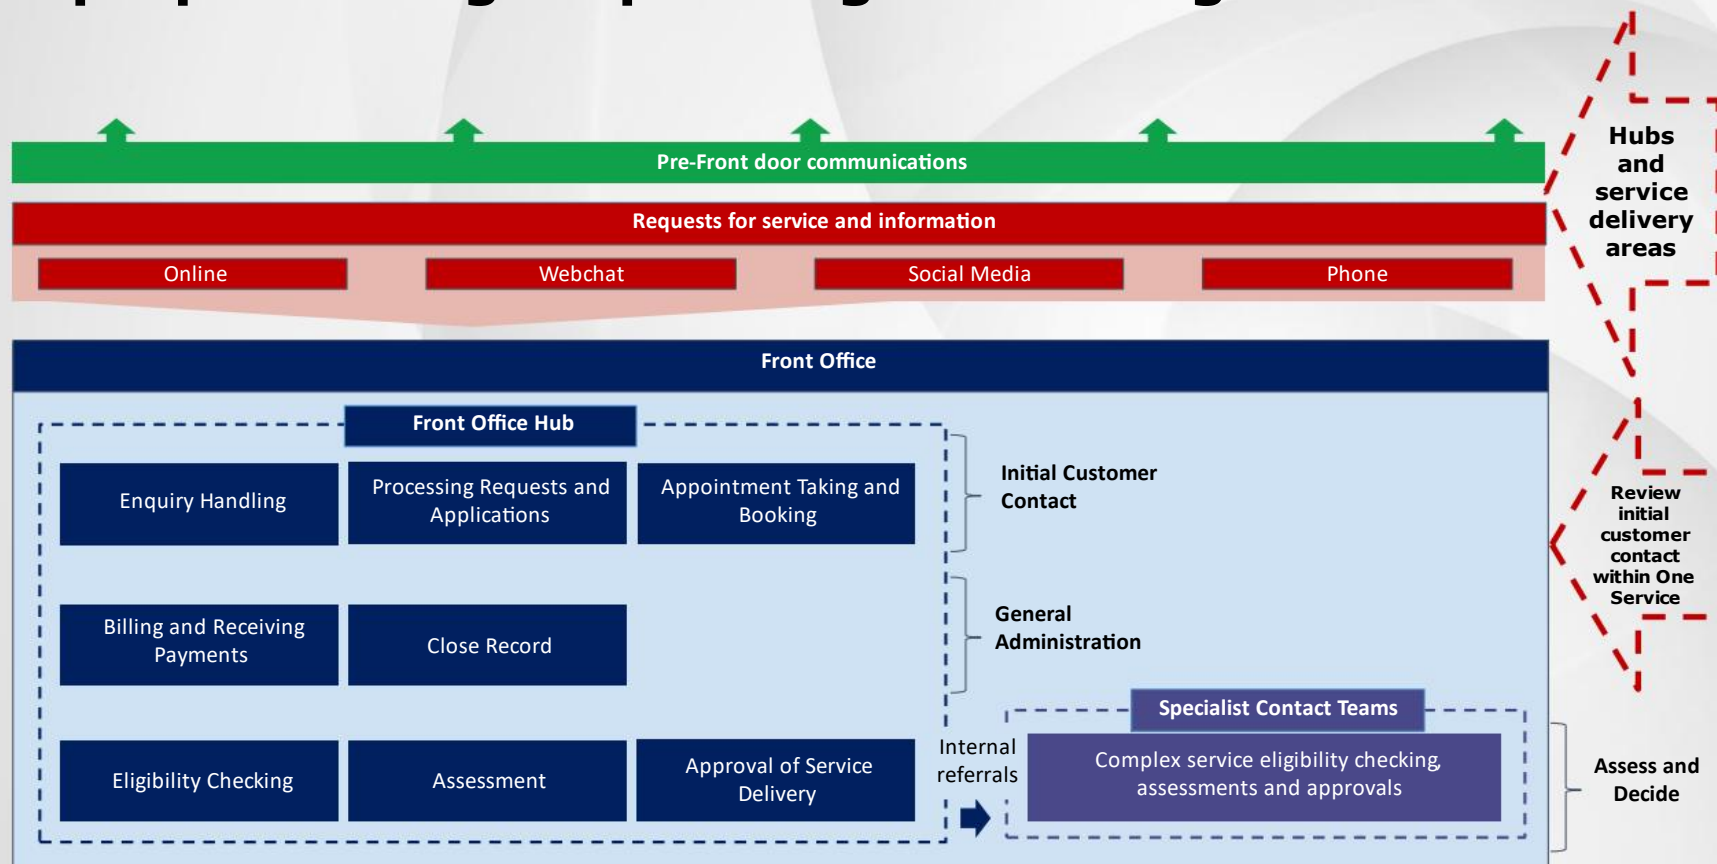 Pre-Front door communications
Requests for service and information
Online
Webchat
Social Media
Phone
Hubs
and
service
delivery
areas
Front Office
Front Office Hub
Enquiry Handling
Processing Requests and
Applications
Appointment Taking and
Booking
Initial Customer
Contact
Review
initial
customer
contact
within One
Service
Billing and Receiving
Payments
Close Record
General
Administration
Eligibility Checking
Assessment
Approval of Service
Delivery
Internal
referrals
Specialist Contact Teams
Complex service eligibility checking,
assessments and approvals
Assess and
Decide